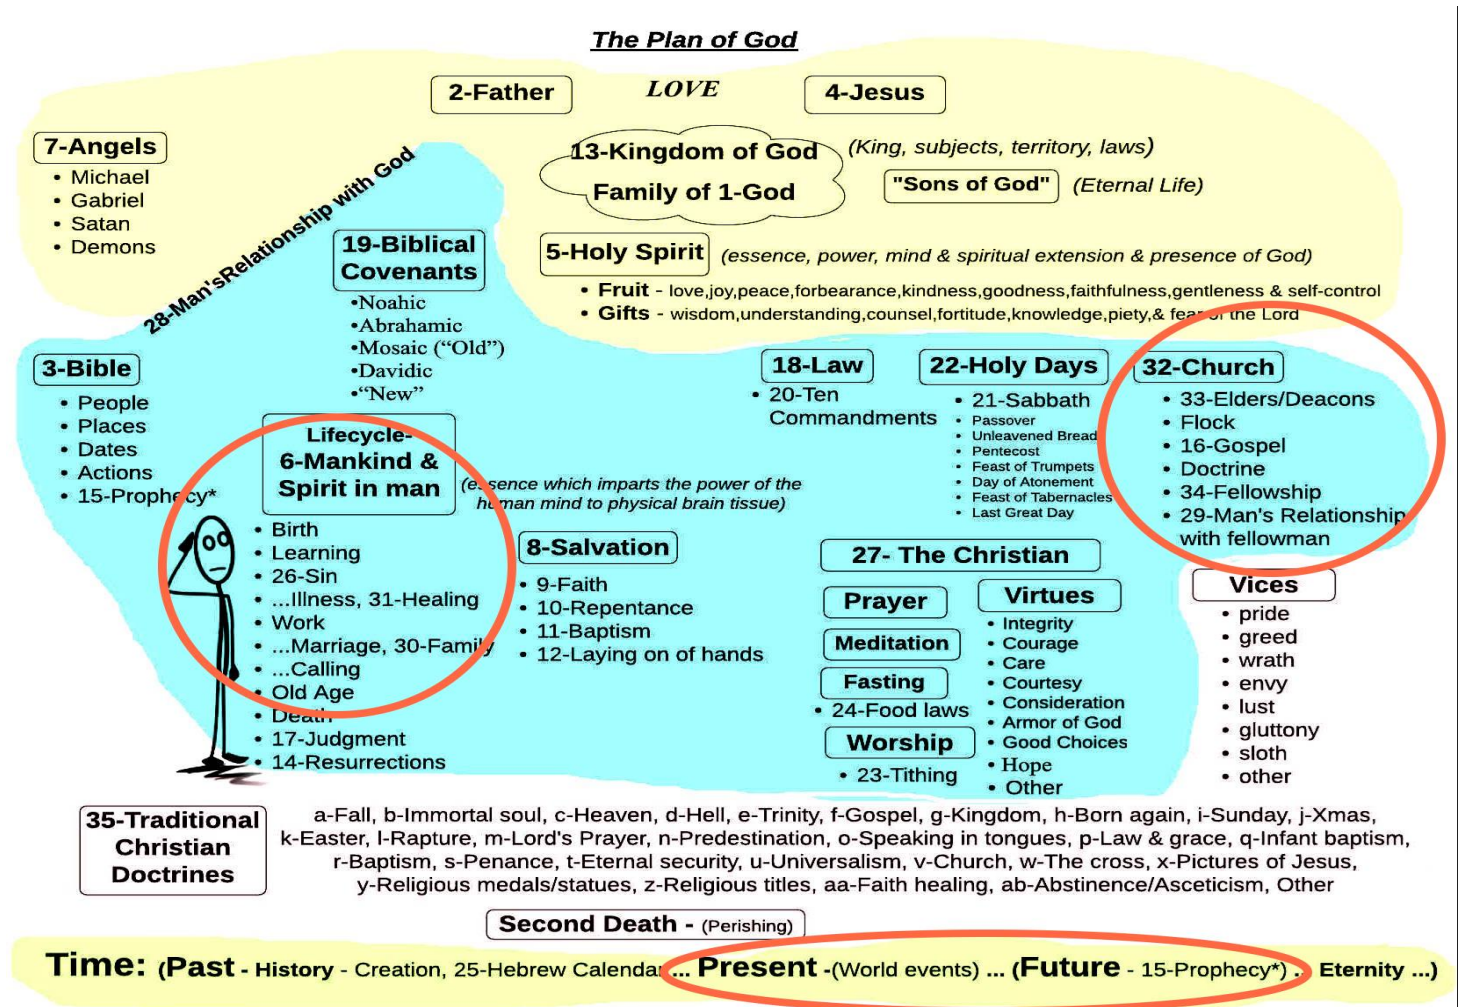 The Plan of God
2-Father
LOVE
4-Jesus
7-Angels
• Michael
• Gabriel
• Satan
• Demons
28-Man'sRelationship with God
13-Kingdom of God
Family of 1-God
(King, subjects, territory, laws)
"Sons of God" (Eternal Life)
19-Biblical
Covenants
•Noahic
•Abrahamic
•Mosaic (“Old”)
•Davidic
•“New”
5-Holy Spirit (essence, power, mind & spiritual extension & presence of God)
• Fruit - love,joy,peace,forbearance,kindness,goodness,faithfulness,gentleness & self-control
• Gifts - wisdom,understanding,counsel,fortitude,knowledge,piety,& fear of the Lord
3-Bible
• People
• Places
• Dates
• Actions
• 15-Prophecy*
Lifecycle-
6-Mankind &
Spirit in man
(essence which imparts the power of the
human mind to physical brain tissue)
• Birth
• Learning
• 26-Sin
• ...Illness, 31-Healing
• Work
• ...Marriage, 30-Family
• ...Calling
• Old Age
• Death
• 17-Judgment
• 14-Resurrections
8-Salvation
• 9-Faith
• 10-Repentance
• 11-Baptism
• 12-Laying on of hands
18-Law
• 20-Ten
Commandments
22-Holy Days
• 21-Sabbath
• Passover
• Unleavened Bread
• Pentecost
• Feast of Trumpets
• Day of Atonement
• Feast of Tabernacles
• Last Great Day
32-Church
• 33-Elders/Deacons
• Flock
• 16-Gospel
• Doctrine
• 34-Fellowship
• 29-Man's Relationship
with fellowman
27- The Christian
Prayer
Meditation
Fasting
• 24-Food laws
Worship
• 23-Tithing
Virtues
• Integrity
• Courage
• Care
• Courtesy
• Consideration
• Armor of God
• Good Choices
• Hope
• Other
Vices
• pride
• greed
• wrath
• envy
• lust
• gluttony
• sloth
• other
35-Traditional
Christian
Doctrines
a-Fall, b-Immortal soul, c-Heaven, d-Hell, e-Trinity, f-Gospel, g-Kingdom, h-Born again, i-Sunday, j-Xmas,
k-Easter, l-Rapture, m-Lord's Prayer, n-Predestination, o-Speaking in tongues, p-Law & grace, q-Infant baptism,
r-Baptism, s-Penance, t-Eternal security, u-Universalism, v-Church, w-The cross, x-Pictures of Jesus,
y-Religious medals/statues, z-Religious titles, aa-Faith healing, ab-Abstinence/Asceticism, Other
Second Death - (Perishing)
Time: (Past - History - Creation, 25-Hebrew Calendar ... Present -(World events) ... (Future - 15-Prophecy*) ... Eternity ...)